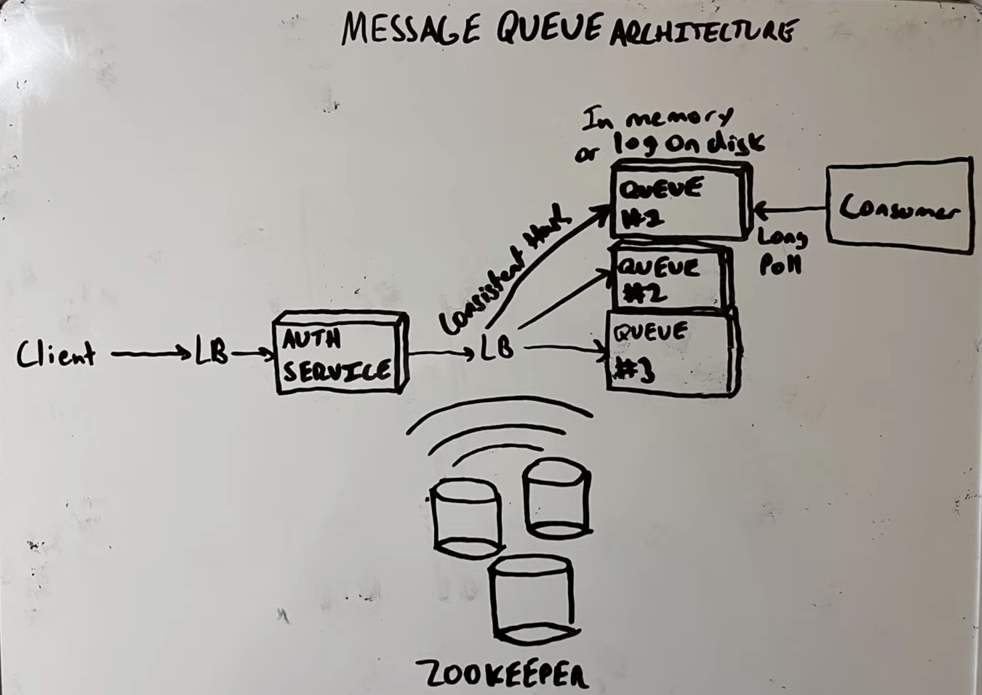 MESSAGE QUEUE ARCHITECTURE
In memory
or log on disk
QUEUE
#1
Consumer
Long
Poll
Consistent Hash
QUEUE
#2
Client
LB
AUTH
SERVICE
LB
QUEUE
#3
ZOOKEEPER